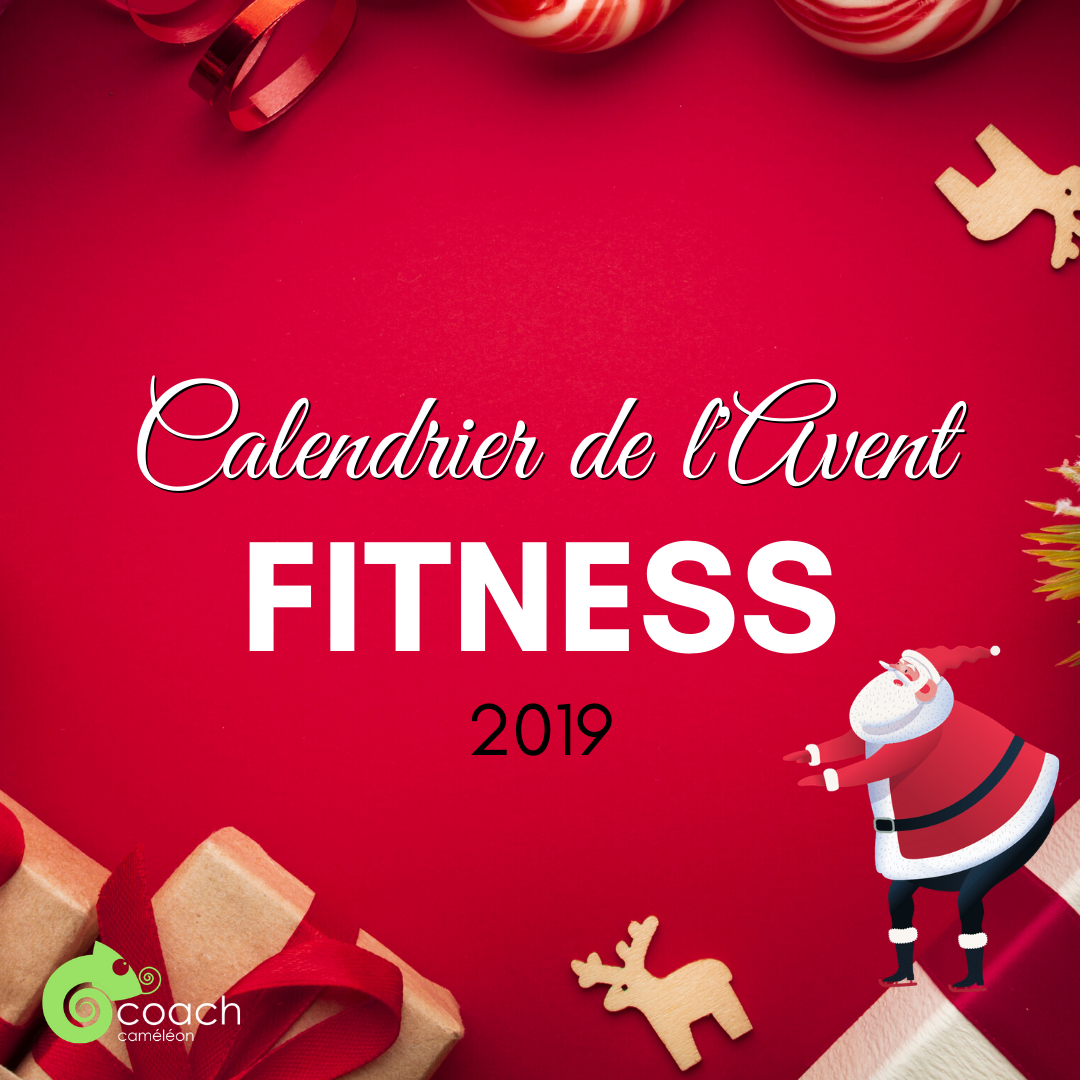 Calendrier de l'Avent
FITNESS
2019
coach
caméléon